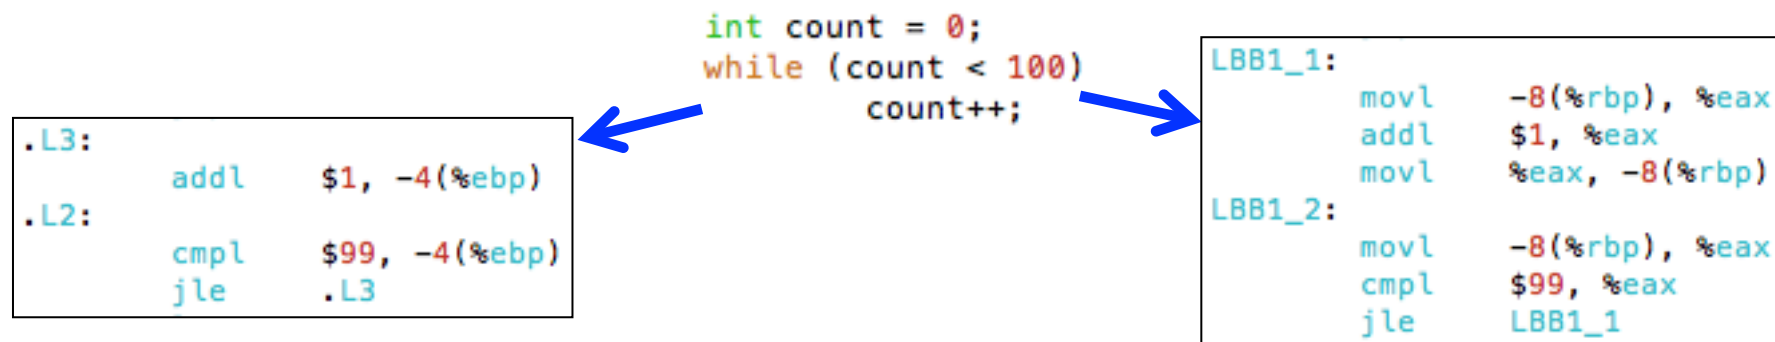 int count = 0;
while (count < 100)
count++;
.L3:
addl $1, -4(%ebp)
.L2:
cmpl $99, -4(%ebp)
jle .L3
LBB1_1:
movl -8(%rbp), %eax
addl $1, %eax
movl %eax, -8(%rbp)
LBB1_2:
movl -8(%rbp), %eax
cmpl $99, %eax
jle LBB1_1